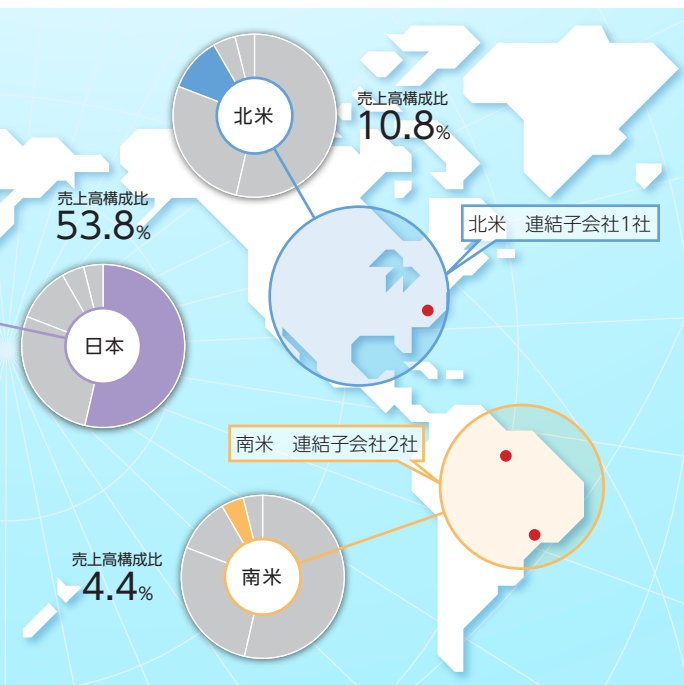 北米
売上高構成比
10.8%
北米　連結子会社1社
売上高構成比
53.8%
日本
南米　連結子会社2社
売上高構成比
4.4%
南米